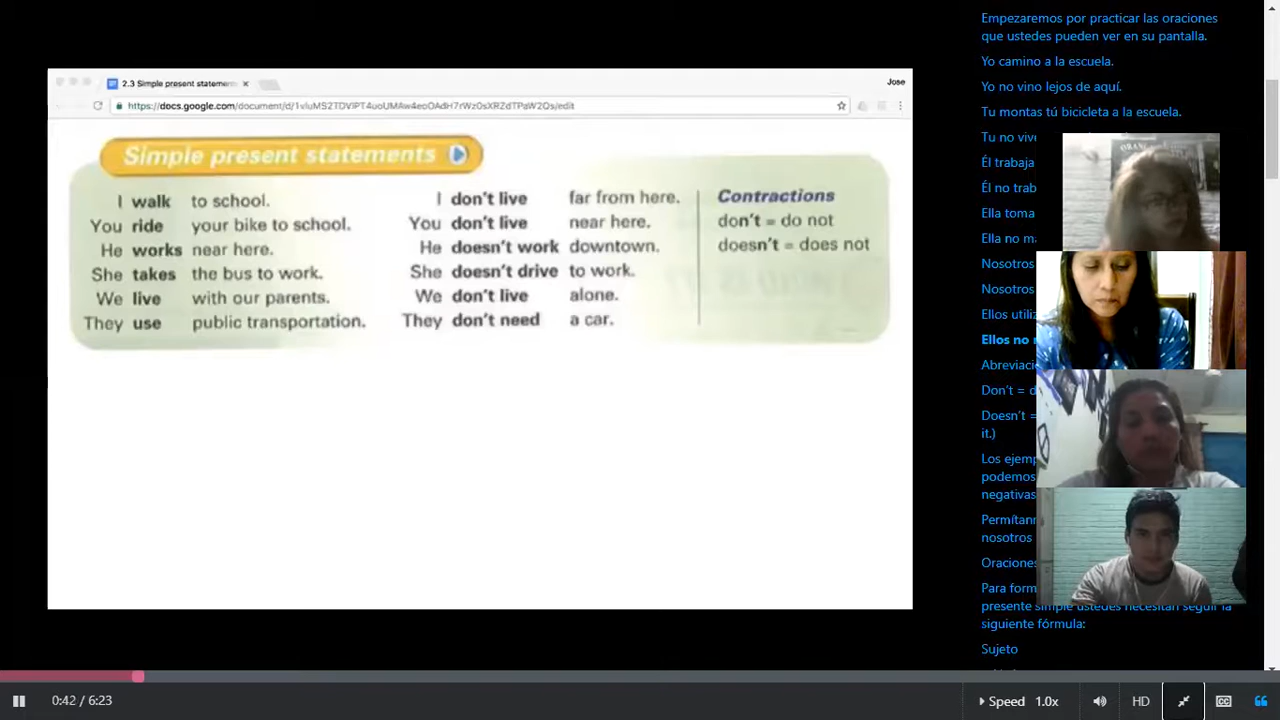 2.3 Simple present statemen
Jose
https://docs.google.com/document/d/1vIuMS2TDVIPT4uoUMAw4eoOAdH7rWz0sXRZdTPaW2Qs/edit
Simple present statements
I walk to school.
You ride your bike to school.
He works near here.
She takes the bus to work.
We live with our parents.
They use public transportation.
I don't live far from here.
You don't live near here.
He doesn't work downtown.
She doesn't drive to work.
We don't live alone.
They don't need a car.
Contractions
don't = do not
doesn't = does not
Empezaremos por practicar las oraciones
que ustedes pueden ver en su pantalla.
Yo camino a la escuela.
Yo no vino lejos de aquí.
Tu montas tú bicicleta a la escuela.
Tu no viv
Él trabaja
Él no trab
Ella toma
Ella no m
Nosotros
Nosotros
Ellos utiliz
Ellos no
Abreviaci
Don't = d
Doesn't =
it.)
Los ejemp
podemos
negativas
Permítann
nosotros
Oracione
Para form
presente simple ustedes necesitan seguir la
siguiente fórmula:
Sujeto
0:42 / 6:23
Speed 1.0x
HD
CC